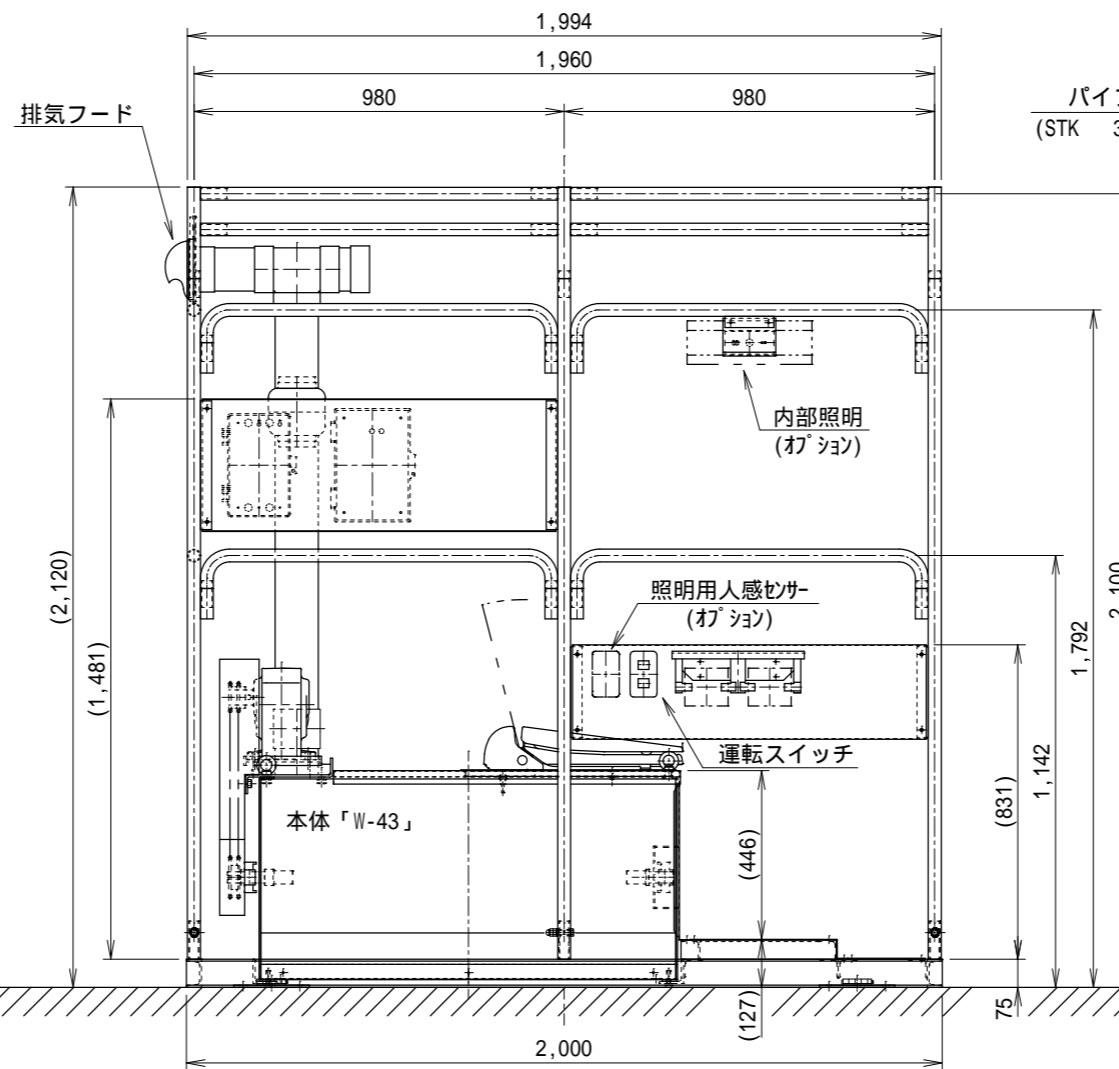 1,994
1,960
980
980
排気フード
(STK
(2,120)
(1,481)
内部照明
(オプション)
照明用人感センサー
(オプション)
運転スイッチ
本体「W-43」
(446)
(127)
(831)
75
1,142
1,792
2,100
2,000